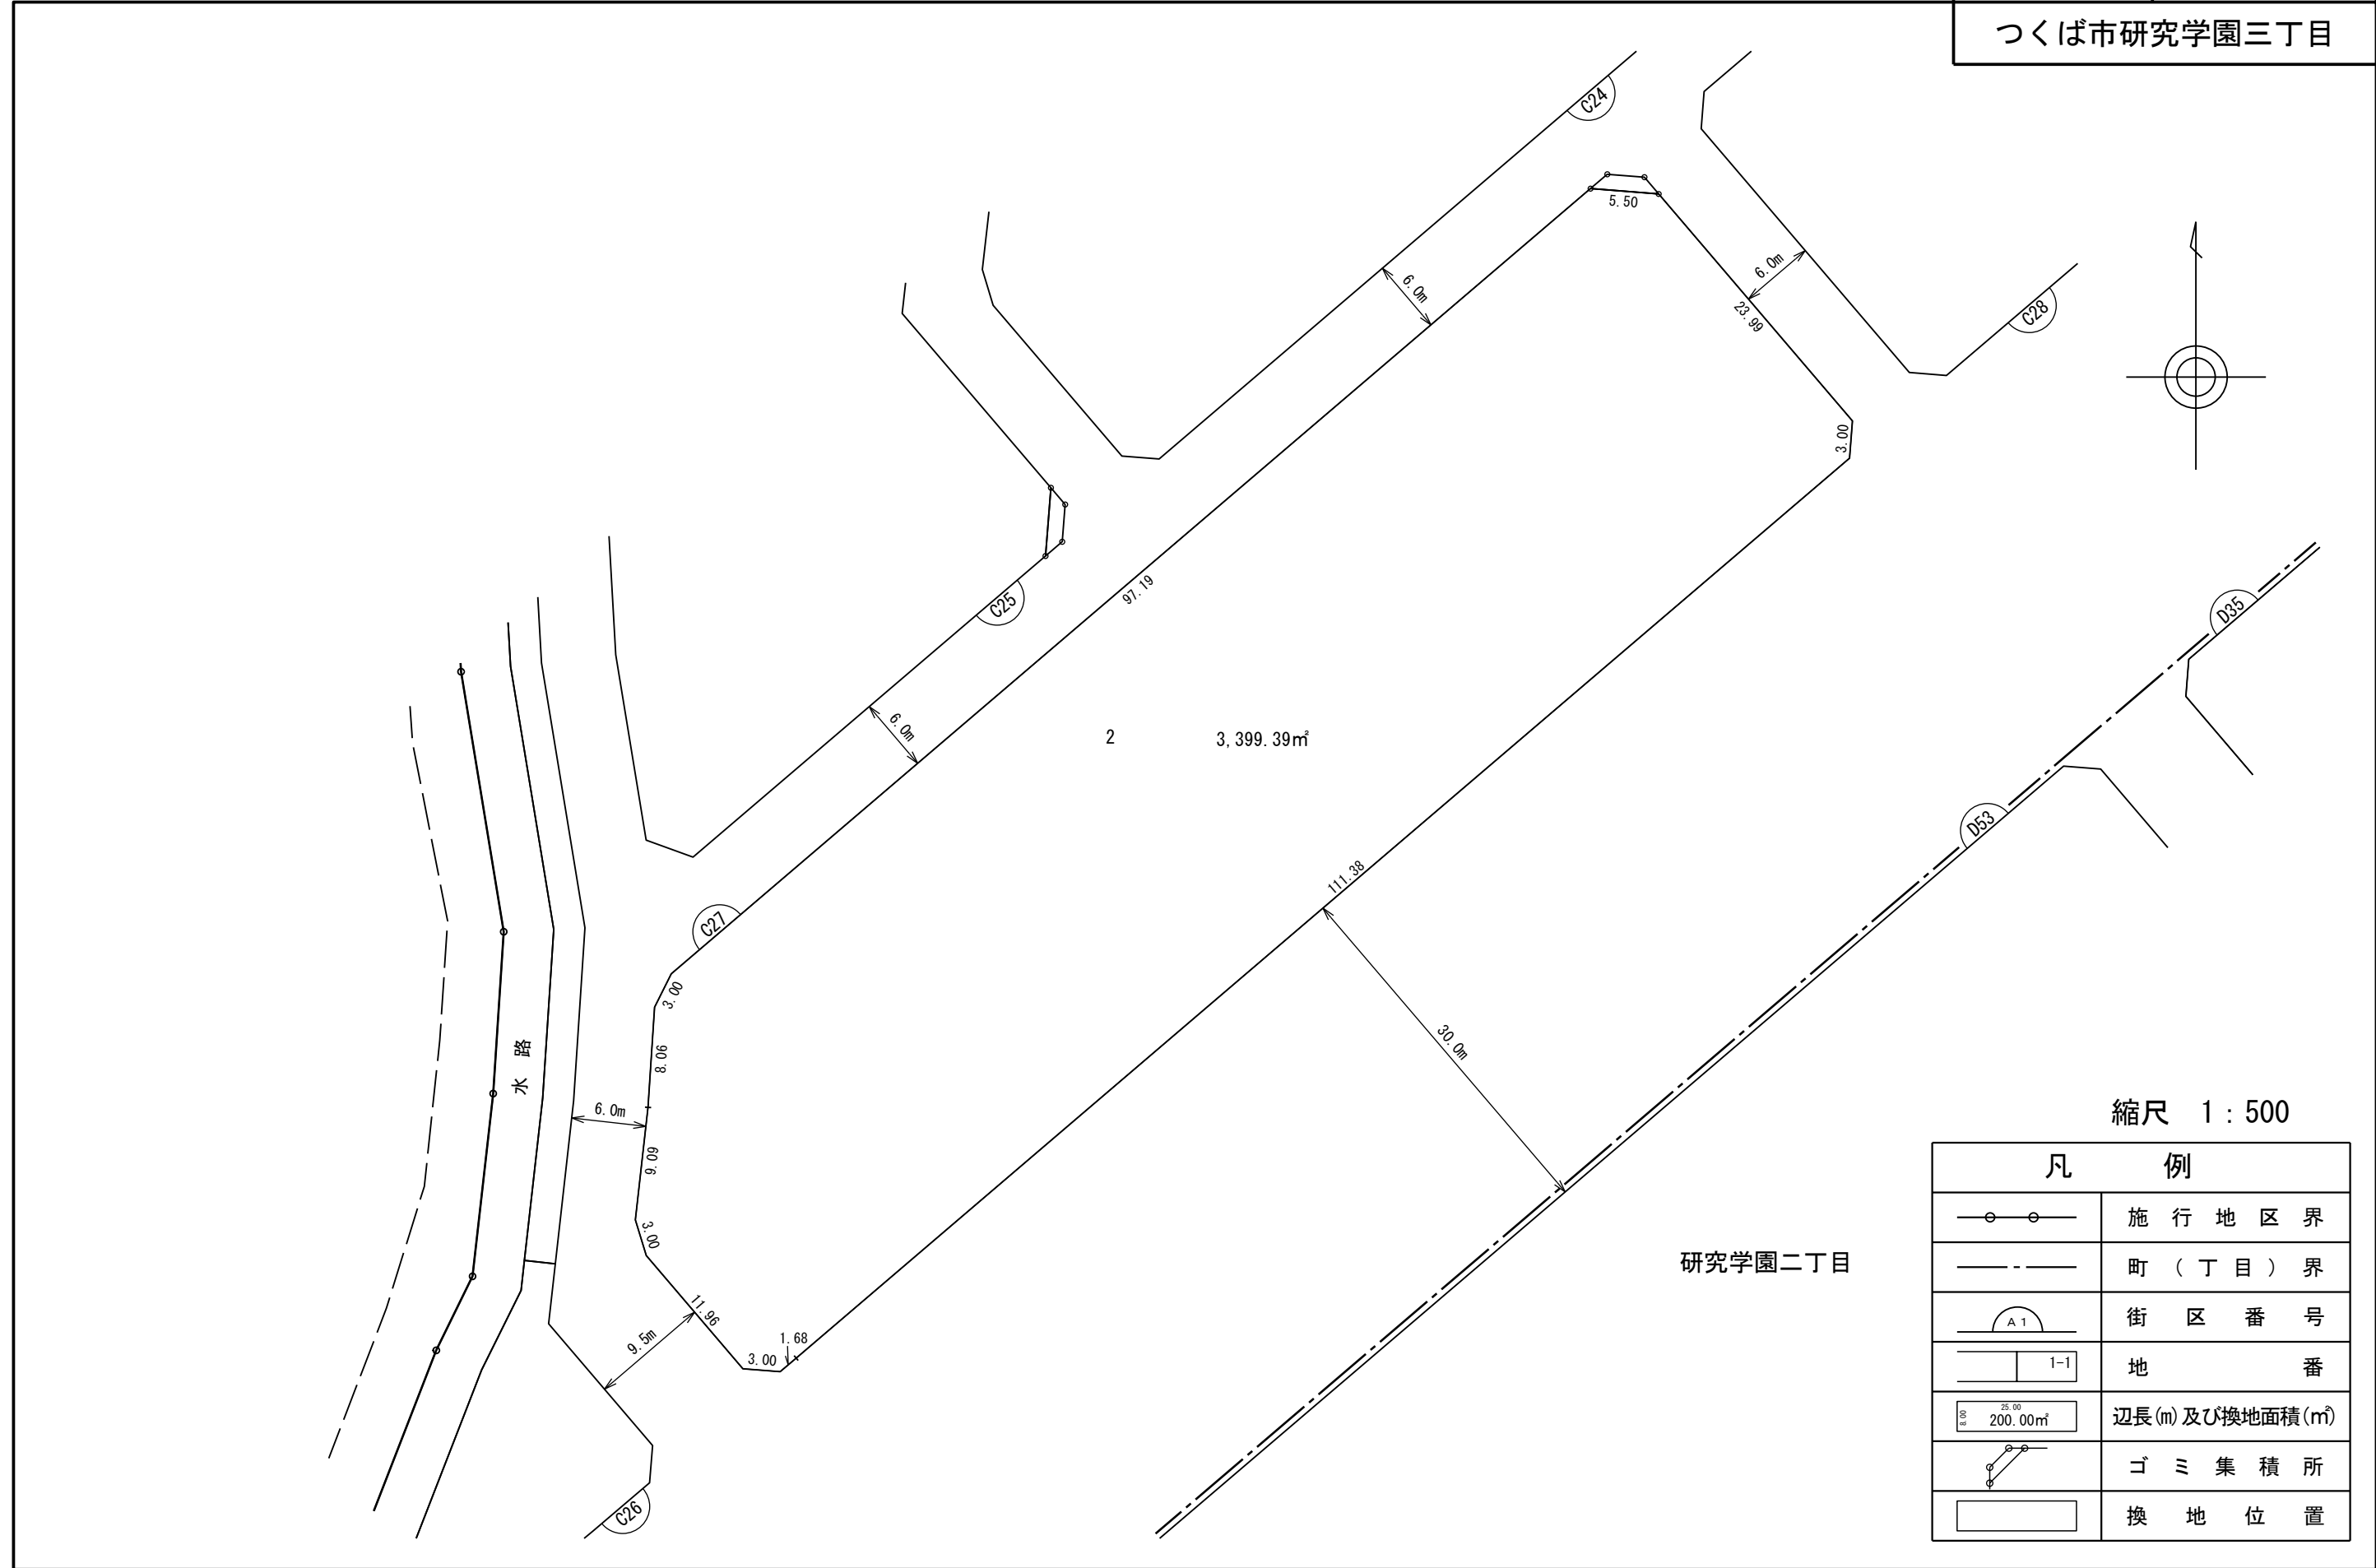 つくば市研究学園三丁目
C24
5.50
6.0m
6.0m
23.99
C28
3.00
C25
97.19
D35
6.0m
2 3,399.39㎡
D53
111.38
C27
3.00
30.0m
水路
8.06
6.0m
9.09
3.00
11.96
9.5m
1.68
3.00
C26
研究学園二丁目
縮尺 1:500
凡例
施行地区界
町(丁目)界
A1 街区番号
1-1 地番
8.00 25.00 200.00㎡ 辺長(m)及び換地面積(㎡)
ゴミ集積所
換地位置